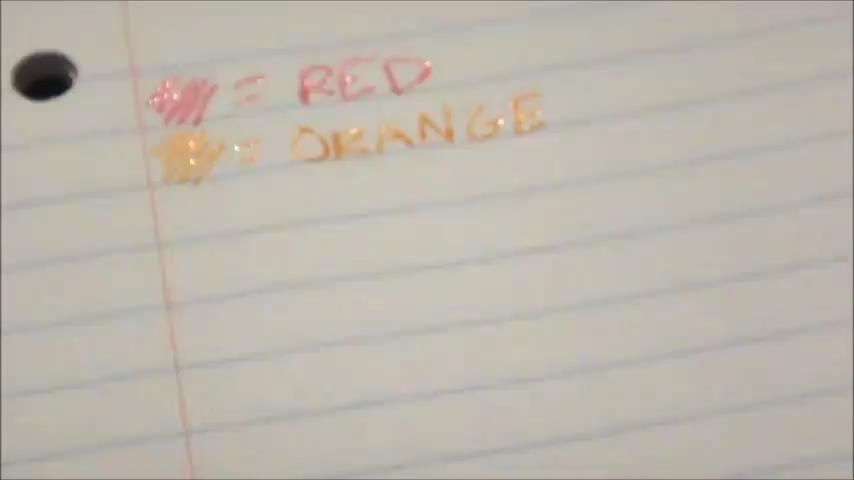 = RED
= ORANGE